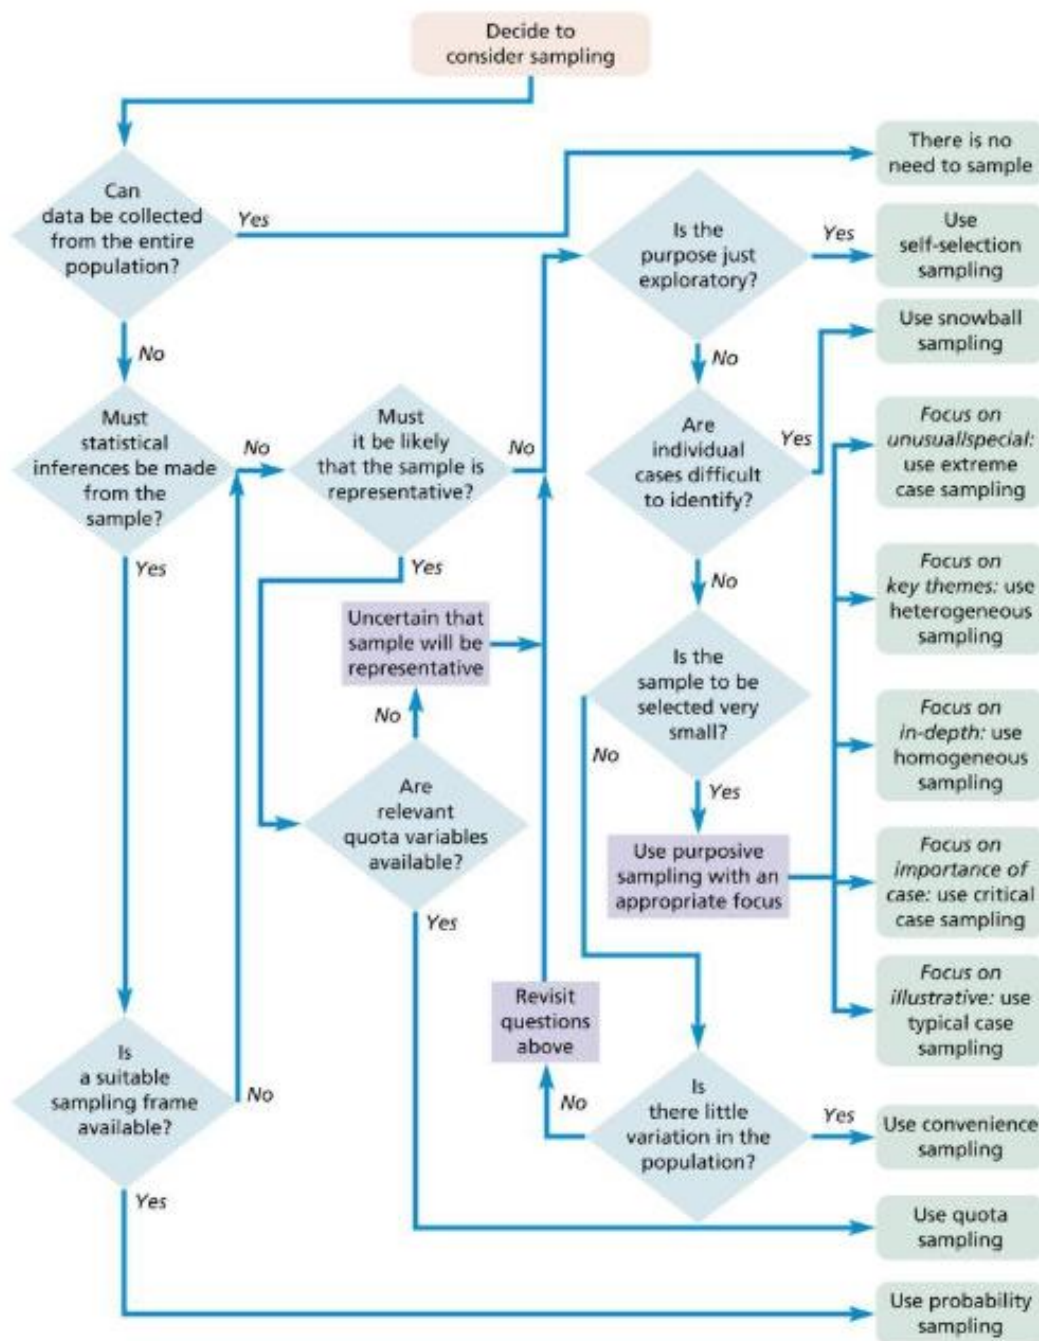 Decide to
consider sampling
There is no
need to sample
Can
data be collected
from the entire
population?
Yes
Is the
purpose just
exploratory?
Yes
Use
self-selection
sampling
No
No
Use snowball
sampling
Must
statistical
inferences be made
from the
sample?
No
Must
it be likely
that the sample is
representative?
No
Are
individual
cases difficult
to identify?
Yes
Focus on
unusual/special:
use extreme
case sampling
Yes
Yes
No
Focus on
key themes: use
heterogeneous
sampling
Uncertain that
sample will be
representative
Is the
sample to be
selected very
small?
No
No
Yes
Focus on
in-depth: use
homogeneous
sampling
Are
relevant
quota variables
available?
Yes
Use purposive
sampling with an
appropriate focus
Focus on
importance of
case: use critical
case sampling
Revisit
questions
above
Focus on
illustrative: use
typical case
sampling
Is
a suitable
sampling frame
available?
No
No
Is
there little
variation in the
population?
Yes
Use convenience
sampling
Yes
Use quota
sampling
Use probability
sampling